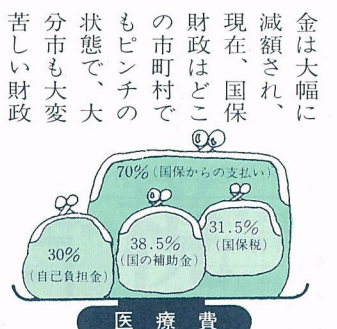 金は大幅に
減額され、
現在、国保
財政はどこ
の市町村で
もピンチの
状態で、大
分市も大変
苦しい財政
70%(国保からの支払い)
30%
(自己負担金)
38.5%
(国の補助金)
31.5%
(国保税)
医療費